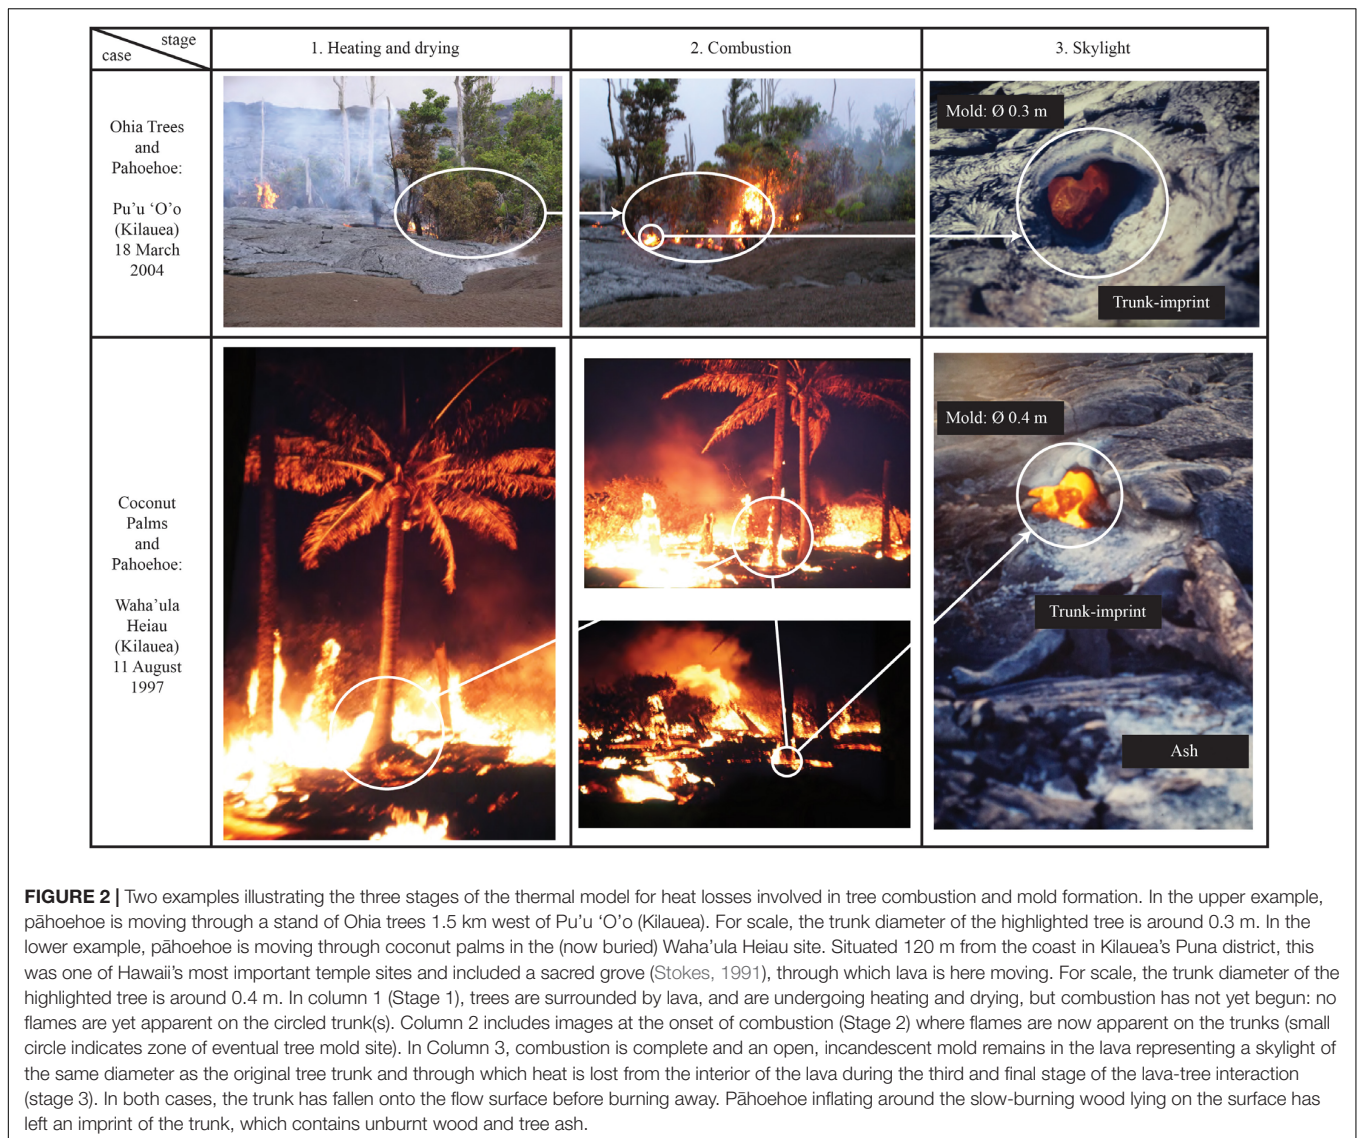 stage
case
1. Heating and drying
2. Combustion
3. Skylight
Ohia Trees
and
Pahoehoe:
Pu'u ‘O'o
(Kilauea)
18 March
2004
Mold: Ø 0.3 m
Trunk-imprint
Coconut
Palms
and
Pahoehoe:
Waha'ula
Heiau
(Kilauea)
11 August
1997
Mold: Ø 0.4 m
Trunk-imprint
Ash
FIGURE 2 | Two examples illustrating the three stages of the thermal model for heat losses involved in tree combustion and mold formation. In the upper example,
pāhoehoe is moving through a stand of Ohia trees 1.5 km west of Pu'u ‘O'o (Kilauea). For scale, the trunk diameter of the highlighted tree is around 0.3 m. In the
lower example, pāhoehoe is moving through coconut palms in the (now buried) Waha'ula Heiau site. Situated 120 m from the coast in Kilauea's Puna district, this
was one of Hawaii's most important temple sites and included a sacred grove (Stokes, 1991), through which lava is here moving. For scale, the trunk diameter of the
highlighted tree is around 0.4 m. In column 1 (Stage 1), trees are surrounded by lava, and are undergoing heating and drying, but combustion has not yet begun: no
flames are yet apparent on the circled trunk(s). Column 2 includes images at the onset of combustion (Stage 2) where flames are now apparent on the trunks (small
circle indicates zone of eventual tree mold site). In Column 3, combustion is complete and an open, incandescent mold remains in the lava representing a skylight of
the same diameter as the original tree trunk and through which heat is lost from the interior of the lava during the third and final stage of the lava-tree interaction
(stage 3). In both cases, the trunk has fallen onto the flow surface before burning away. Pāhoehoe inflating around the slow-burning wood lying on the surface has
left an imprint of the trunk, which contains unburnt wood and tree ash.